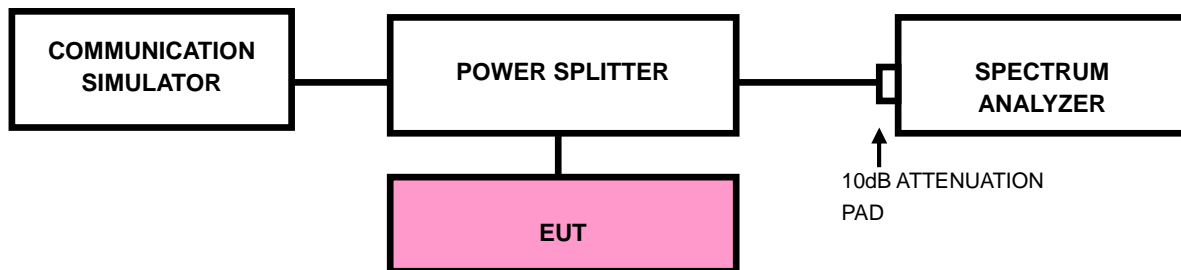 COMMUNICATION
SIMULATOR
POWER SPLITTER
SPECTRUM
ANALYZER
10dB ATTENUATION
PAD
EUT